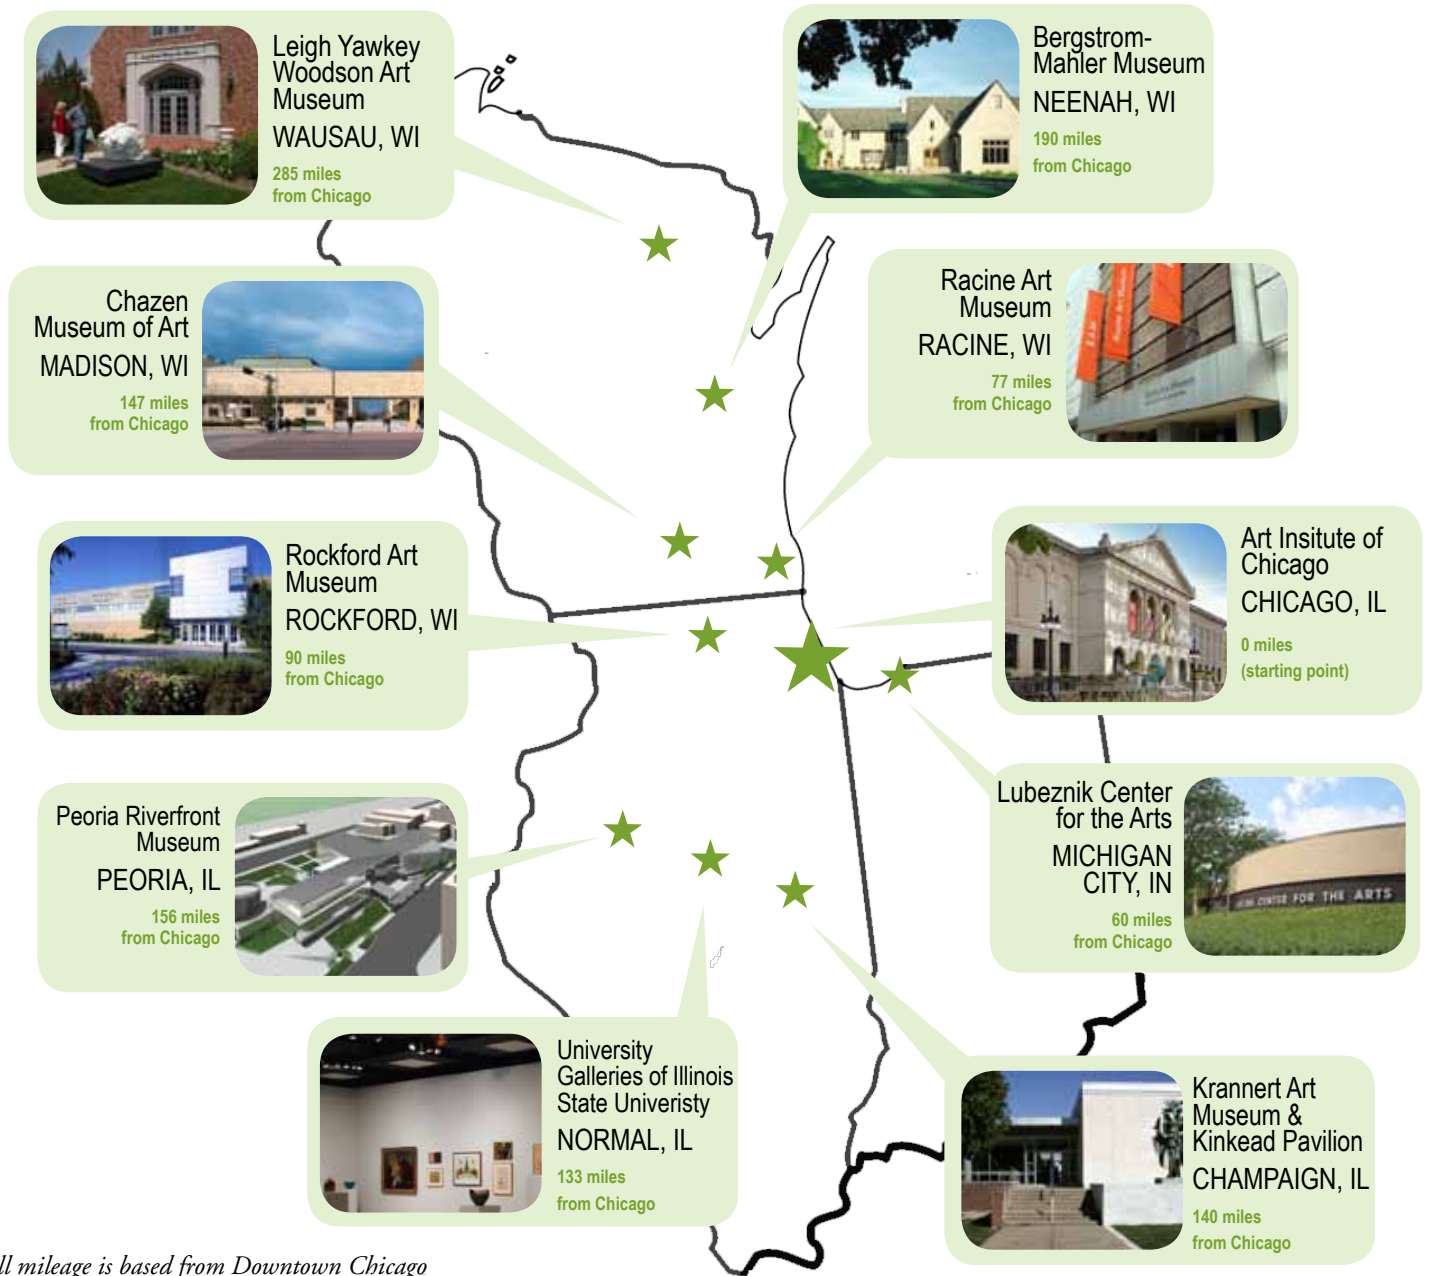 Leigh Yawkey
Woodson Art
Museum
WAUSAU, WI
285 miles
from Chicago
Bergstrom-
Mahler Museum
NEENAH, WI
190 miles
from Chicago
Chazen
Museum of Art
MADISON, WI
147 miles
from Chicago
Racine Art
Museum
RACINE, WI
77 miles
from Chicago
Rockford Art
Museum
ROCKFORD, WI
90 miles
from Chicago
Art Insitute of
Chicago
CHICAGO, IL
0 miles
(starting point)
Peoria Riverfront
Museum
PEORIA, IL
156 miles
from Chicago
Lubeznik Center
for the Arts
MICHIGAN
CITY, IN
60 miles
from Chicago
CENTER FOR THE ARTS
University
Galleries of Illinois
State Univeristy
NORMAL, IL
133 miles
from Chicago
Krannert Art
Museum &
Kinkead Pavilion
CHAMPAIGN, IL
140 miles
from Chicago
ll mileage is based from Downtown Chicago